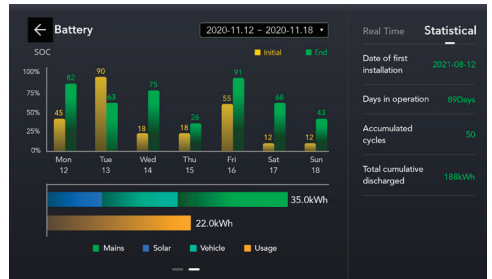 Battery
2020-11.12 ~ 2020-11.18
Real Time Statistical
SOC
Initial End
100%
75%
50%
25%
0%
45 82 90 63 18 75 18 26 55 91 12 68 12 43
Mon Tue Wed Thu Fri Sat Sun
12 13 14 15 16 17 18
35.0kWh
22.0kWh
Mains Solar Vehicle Usage
Date of first
installation
2021-08-12
Days in operation 89Days
Accumulated
cycles
50
Total cumulative
discharged
188kWh